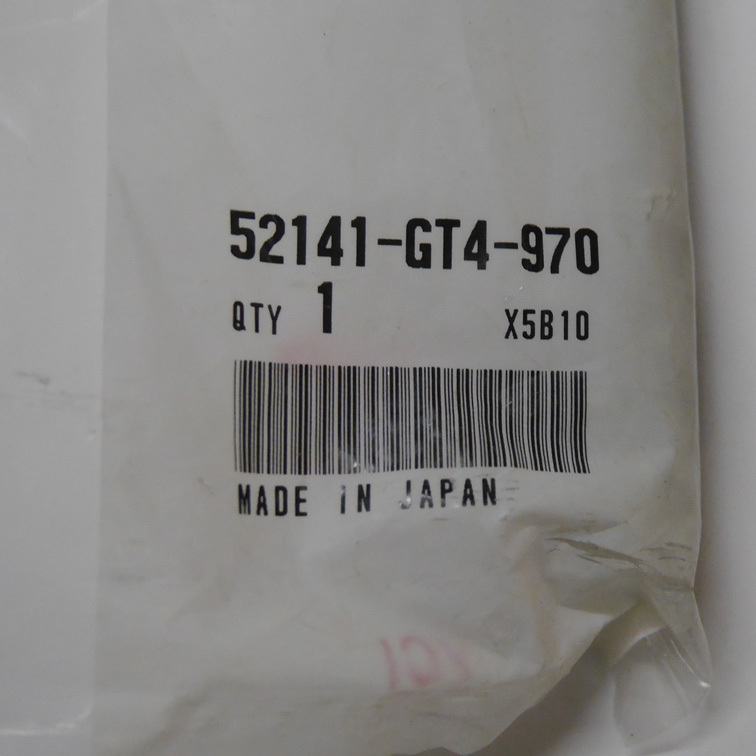 52141-GT4-970
QTY 1 X5B10
MADE IN JAPAN